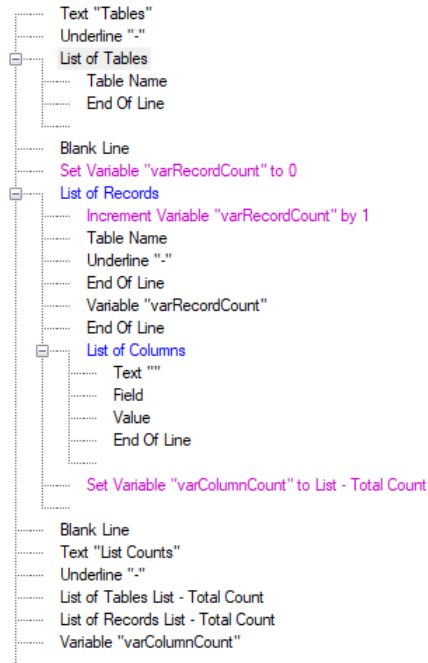 Text "Tables"
Underline "-"
List of Tables
Table Name
End Of Line
Blank Line
Set Variable "varRecordCount" to 0
List of Records
Increment Variable "varRecordCount" by 1
Table Name
Underline "-"
End Of Line
Variable "varRecordCount"
End Of Line
List of Columns
Text ""
Field
Value
End Of Line
Set Variable "varColumnCount" to List - Total Count
Blank Line
Text "List Counts"
Underline "-"
List of Tables List - Total Count
List of Records List - Total Count
Variable "varColumnCount"